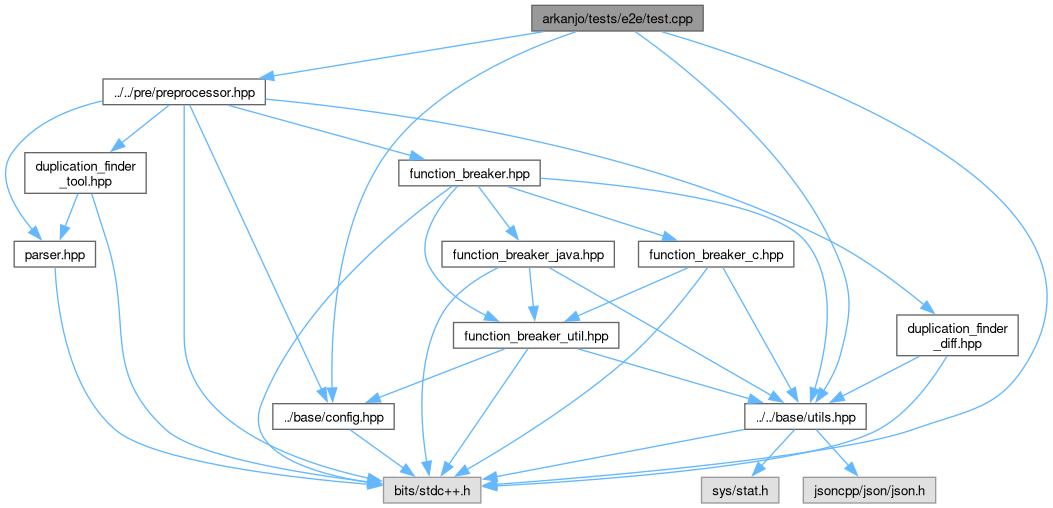 arkanjo/tests/e2e/test.cpp
../../pre/preprocessor.hpp
duplication_finder
_tool.hpp
function_breaker.hpp
parser.hpp
function_breaker_java.hpp
function_breaker_c.hpp
function_breaker_util.hpp
duplication_finder
_diff.hpp
../base/config.hpp
../../base/utils.hpp
bits/stdc++.h
sys/stat.h
jsoncpp/json/json.h